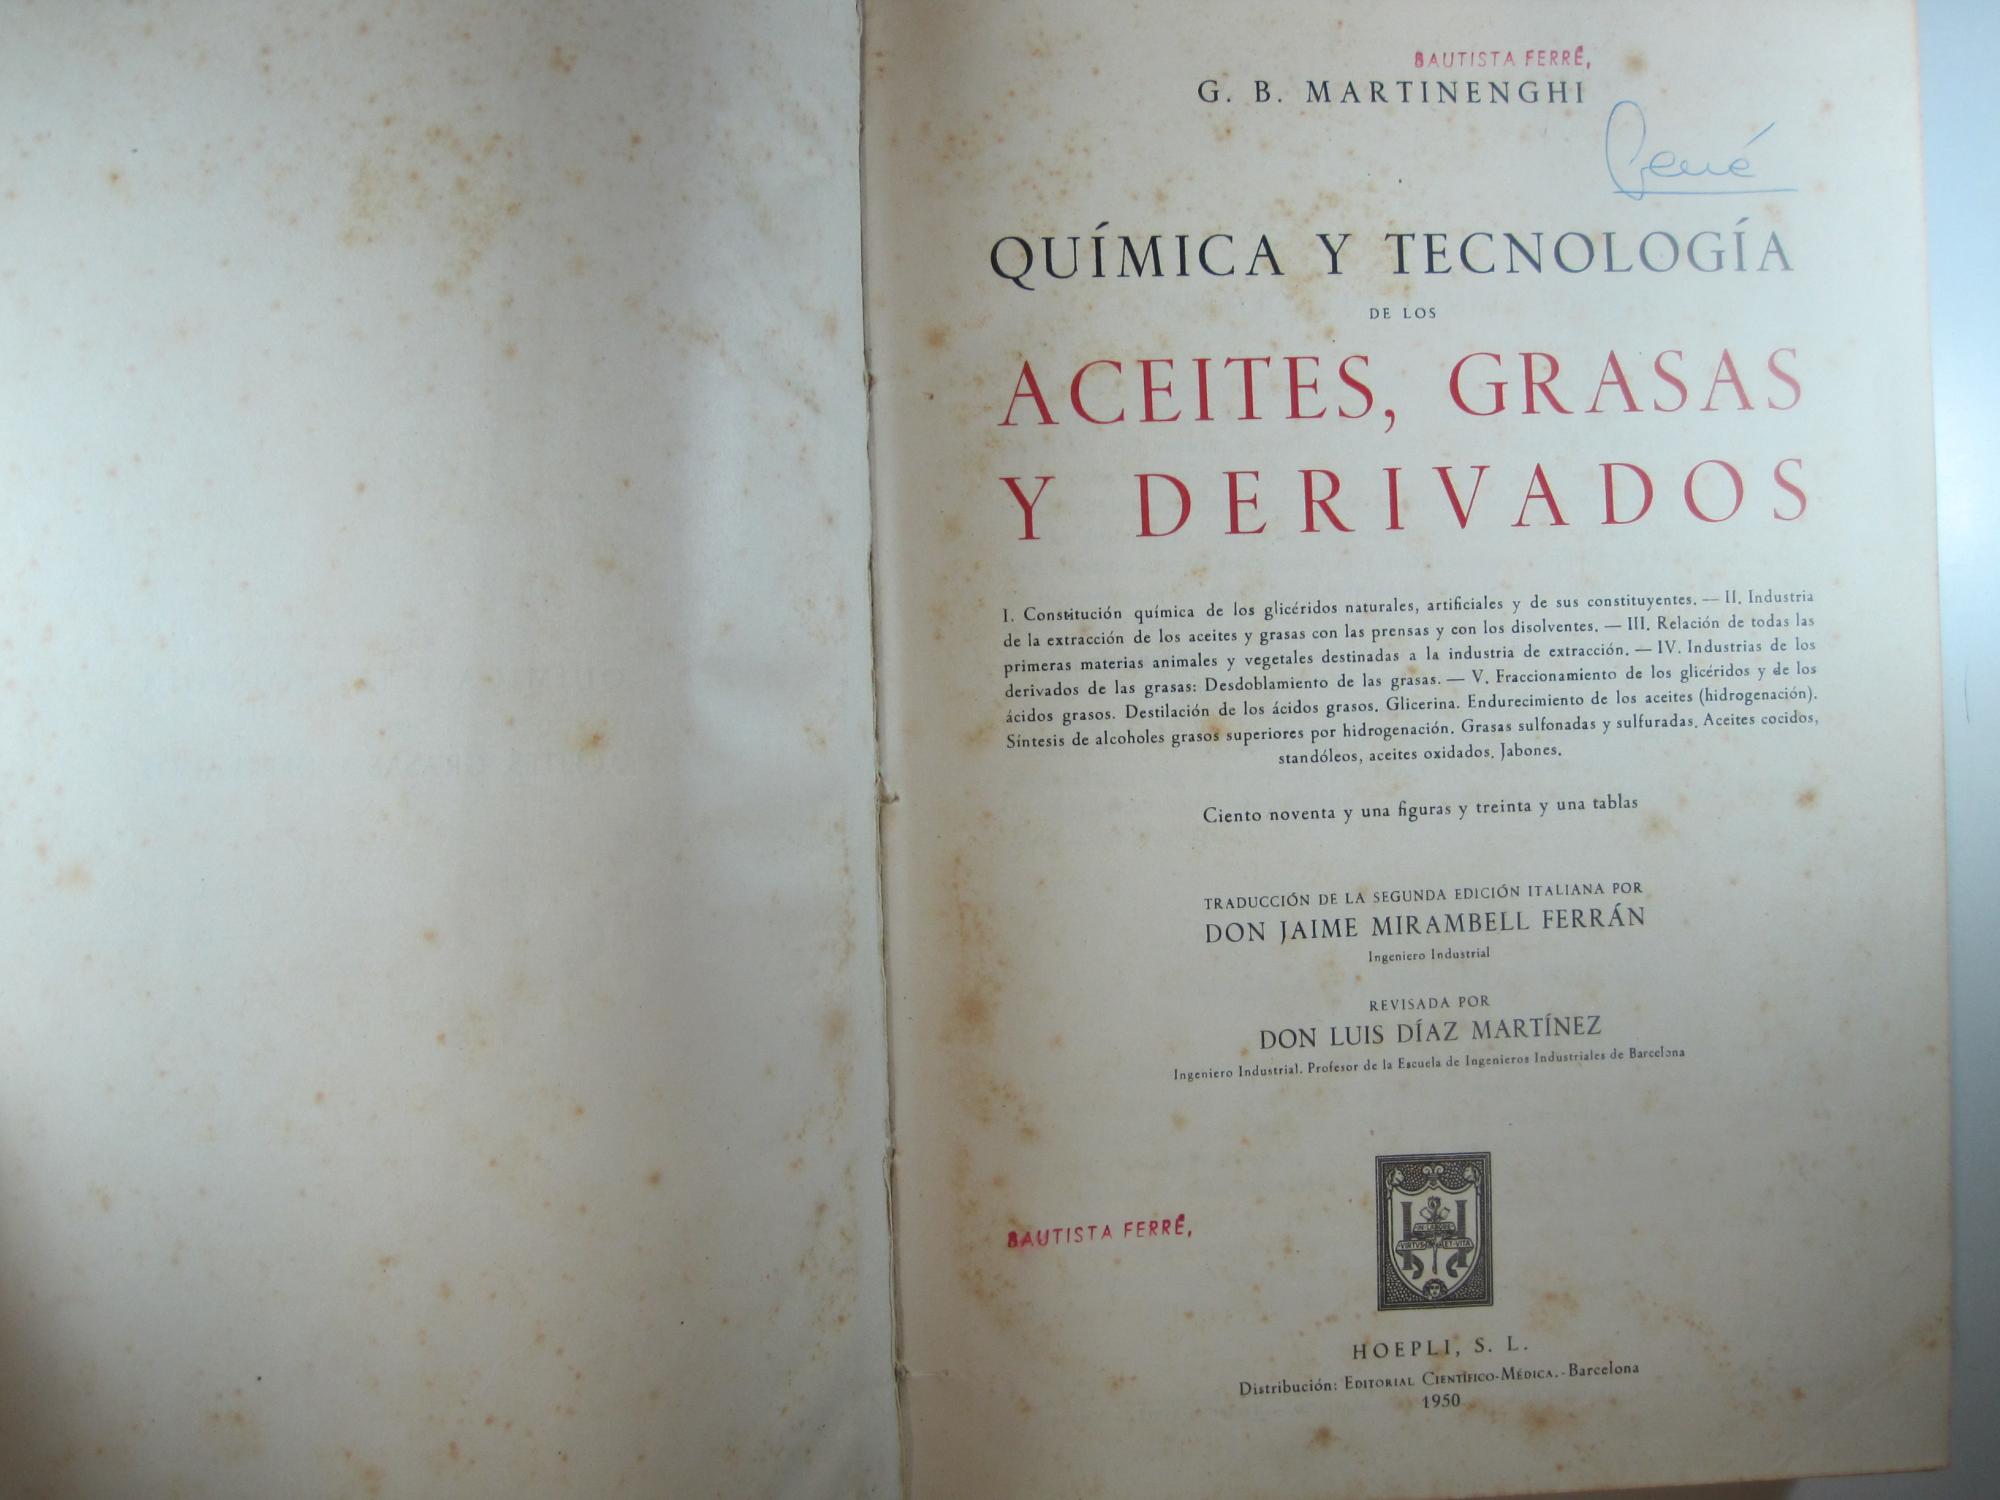 BAUTISTA FERRÉ,
G. B. MARTINENGHI
QUÍMICA Y TECNOLOGÍA
DE LOS
ACEITES, GRASAS
Y DERIVADOS
I. Constitución química de los glicéridos naturales, artificiales y de sus constituyentes. — II. Industria
de la extracción de los aceites y grasas con las prensas y con los disolventes. — III. Relación de todas las
primeras materias animales y vegetales destinadas a la industria de extracción. — IV. Industrias de los
derivados de las grasas: Desdoblamiento de las grasas. — V. Fraccionamiento de los glicéridos y de los
ácidos grasos. Destilación de los ácidos grasos. Glicerina. Endurecimiento de los aceites (hidrogenación).
Síntesis de alcoholes grasos superiores por hidrogenación. Grasas sulfonadas y sulfuradas. Aceites cocidos,
standóleos, aceites oxidados. Jabones.
Ciento noventa y una figuras y treinta y una tablas
TRADUCCIÓN DE LA SEGUNDA EDICIÓN ITALIANA POR
DON JAIME MIRAMBELL FERRÁN
Ingeniero Industrial
REVISADA POR
DON LUIS DÍAZ MARTÍNEZ
Ingeniero Industrial. Profesor de la Escuela de Ingenieros Industriales de Barcelona
BAUTISTA FERRÉ,
IN LABORE
VIRTVS ET VITA
HOEPLI, S. L.
Distribución: EDITORIAL CIENTÍFICO-MÉDICA. - Barcelona
1950